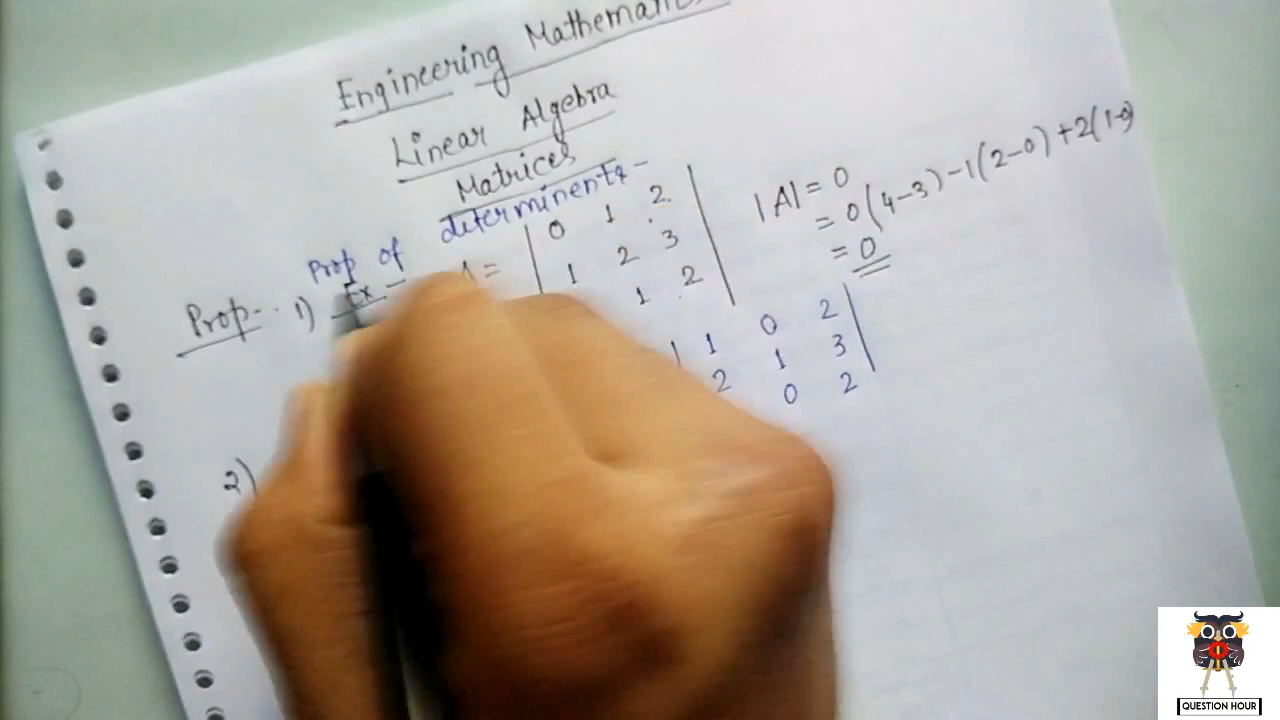 Engineering Mathematics
Linear Algebra
Matrices
Prop of determinents-
Prop- 1) Ex - A = | 0 1 2 |
1 2 3
1 2
|A| = 0
= 0(4-3) -1(2-0) +2(1-0)
= 0
| 1 0 2 |
2 1 3
0 2
2)
QUESTION HOUR